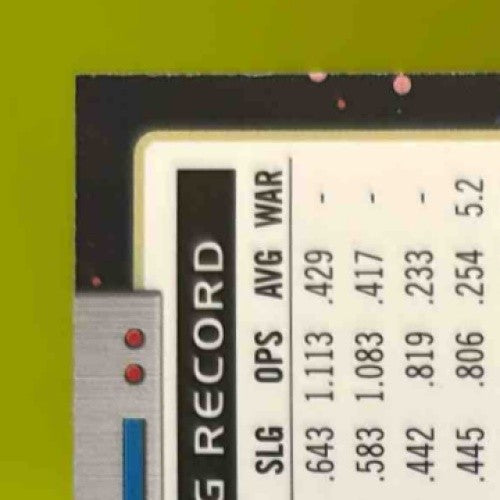 G RECORD
SLG OPS AVG WAR
.643 1.113 .429 -
.583 1.083 .417 -
.442 .819 .233 -
.445 .806 .254 5.2